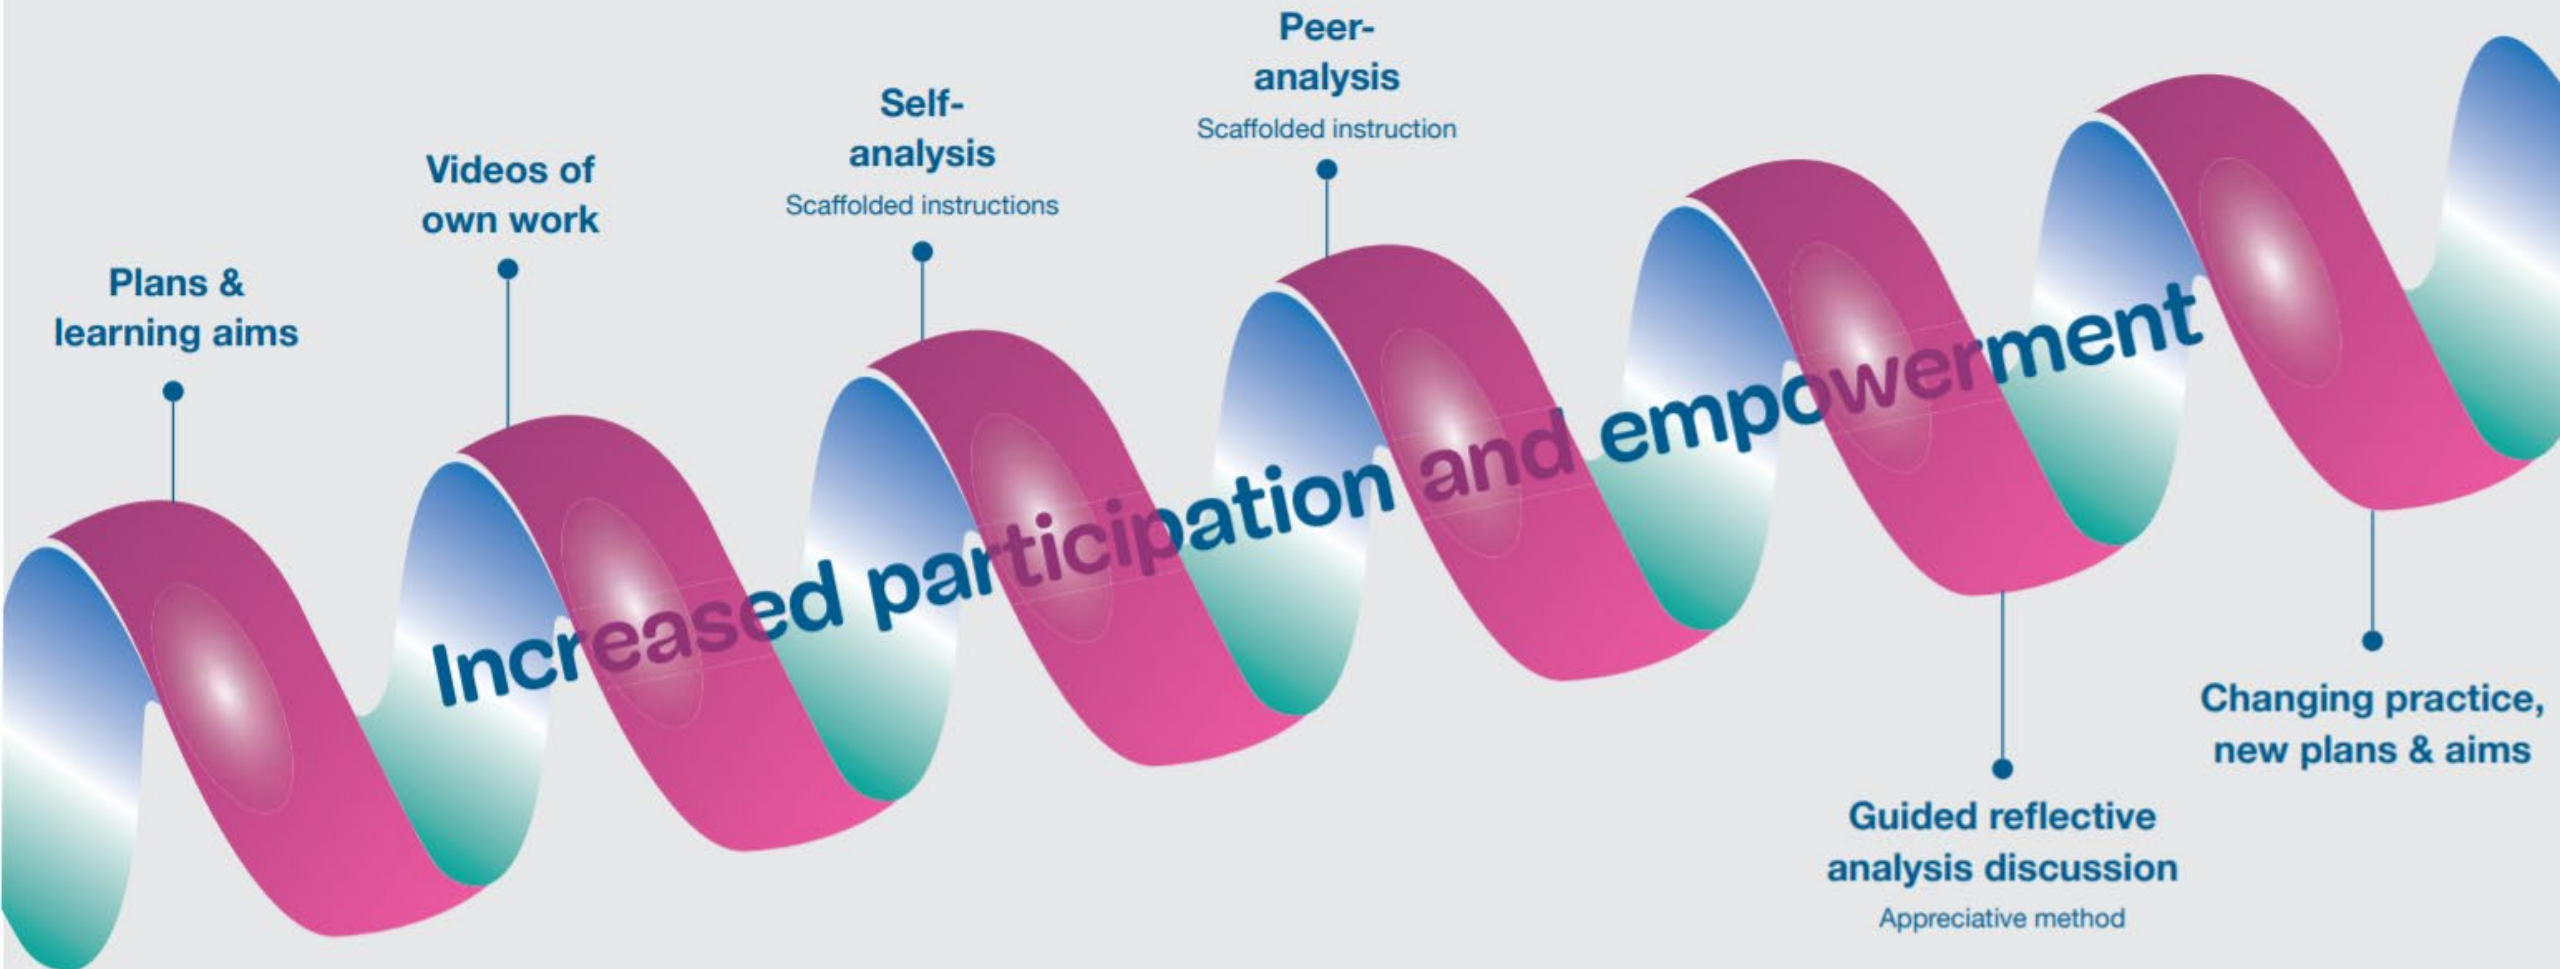 Plans &
learning aims
Videos of
own work
Self-
analysis
Scaffolded instructions
Peer-
analysis
Scaffolded instruction
Increased participation and empowerment
Guided reflective
analysis discussion
Appreciative method
Changing practice,
new plans & aims